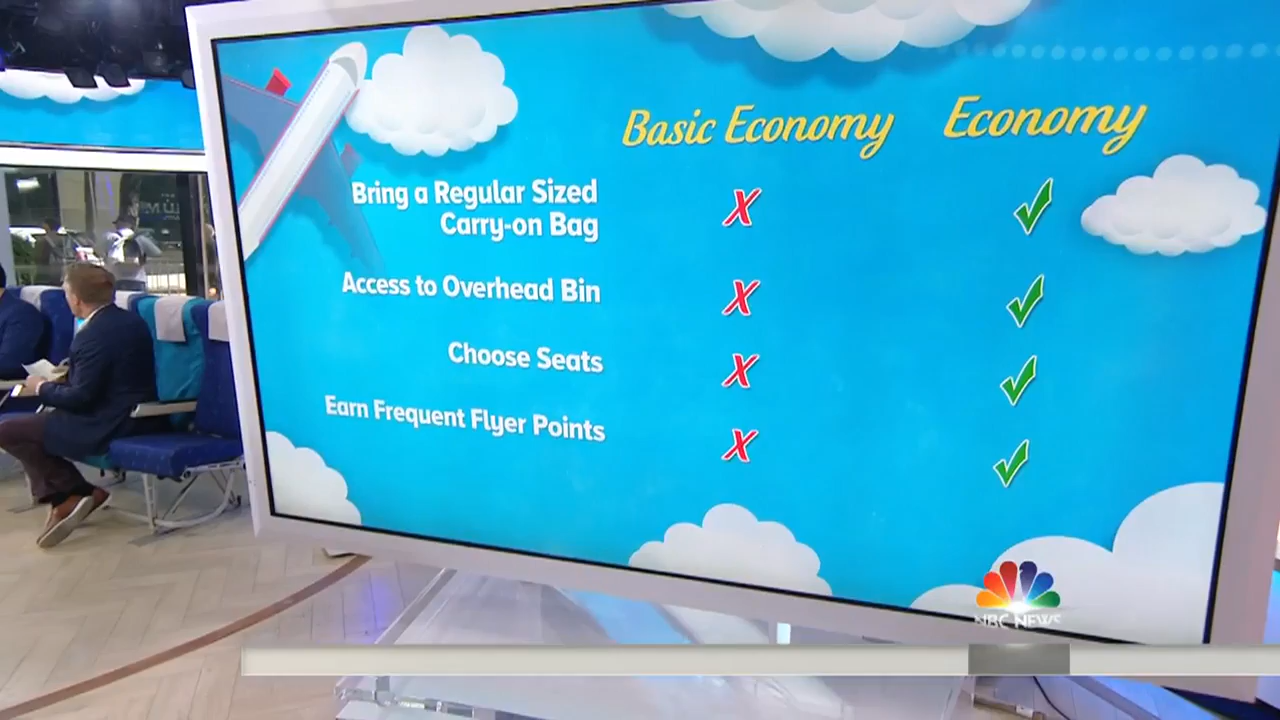 Basic Economy Economy
Bring a Regular Sized
Carry-on Bag X ✓
Access to Overhead Bin X ✓
Choose Seats X ✓
Earn Frequent Flyer Points X ✓
NBC NEWS